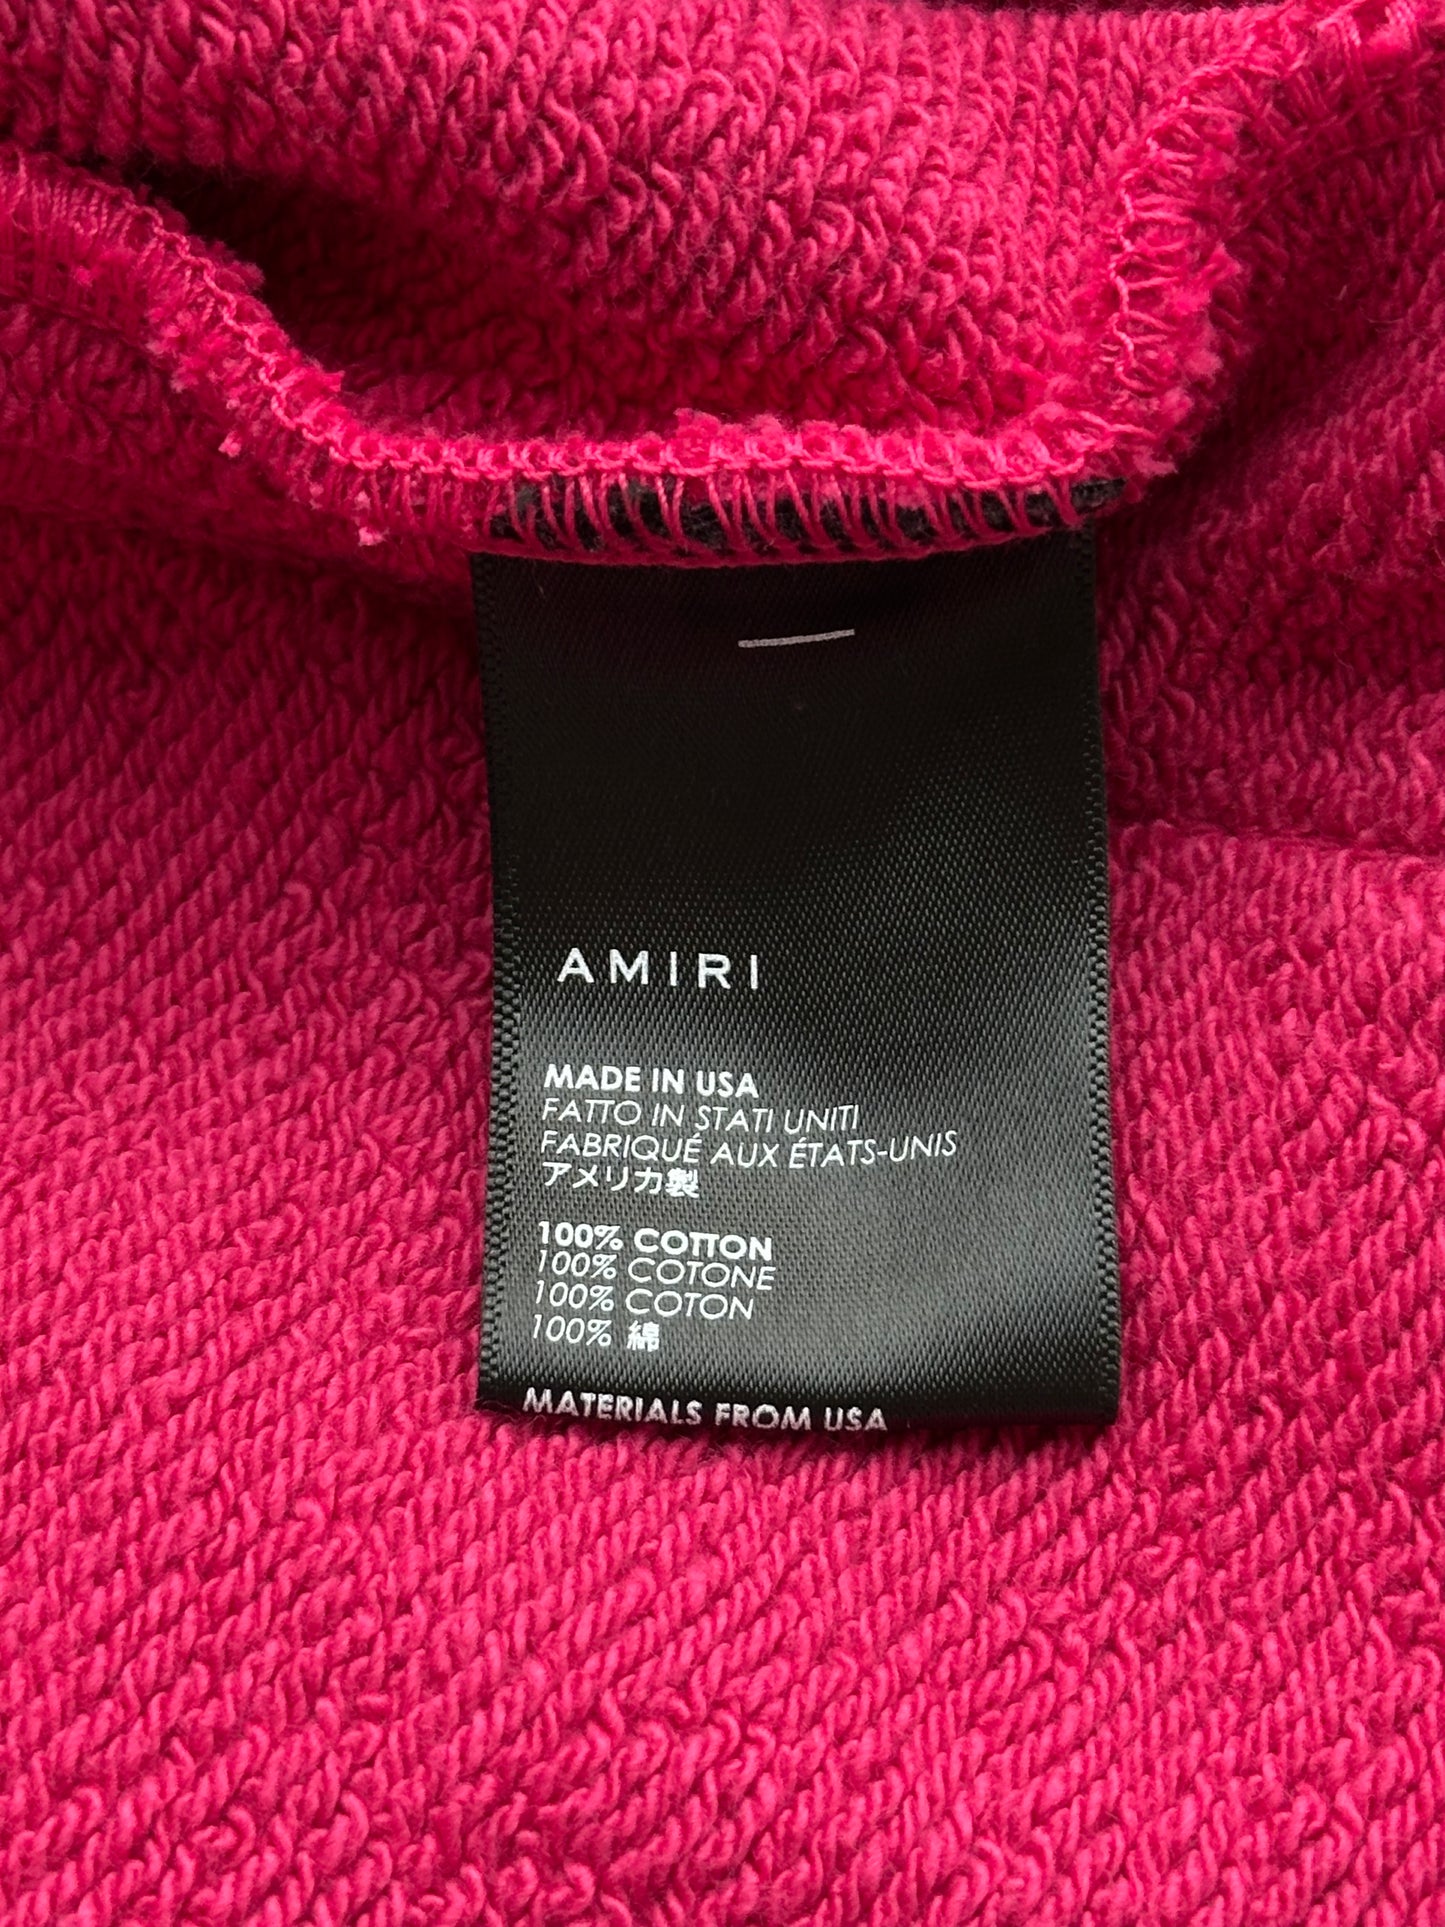 AMIRI
MADE IN USA
FATTO IN STATI UNITI
FABRIQUÉ AUX ÉTATS-UNIS
アメリカ製
100% COTTON
100% COTONE
100% COTON
100% 綿
MATERIALS FROM USA